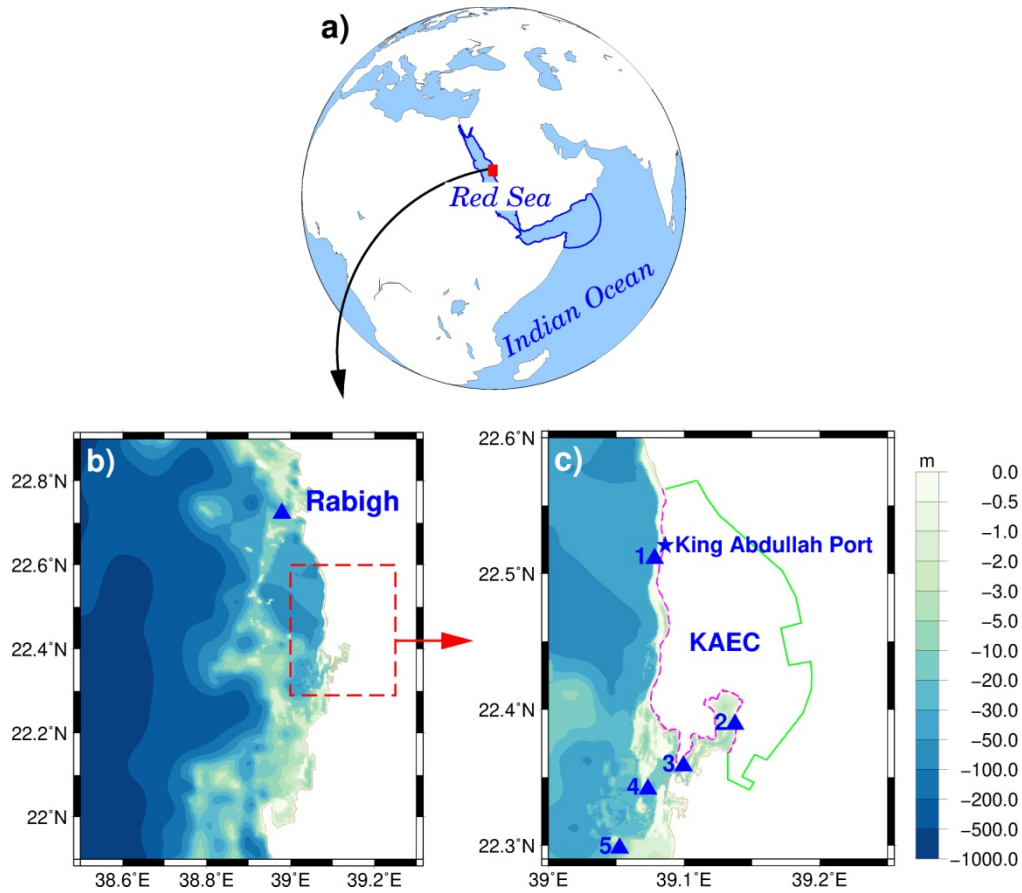 a)
Red Sea
Indian Ocean
b)
22.8°N
22.6°N
22.4°N
22.2°N
22°N
38.6°E
38.8°E
39°E
39.2°E
Rabigh
c)
22.6°N
22.5°N
22.4°N
22.3°N
39°E
39.1°E
39.2°E
1
King Abdullah Port
KAEC
2
3
4
5
m
0.0
−0.5
−1.0
−2.0
−3.0
−5.0
−10.0
−20.0
−30.0
−50.0
−100.0
−200.0
−500.0
−1000.0